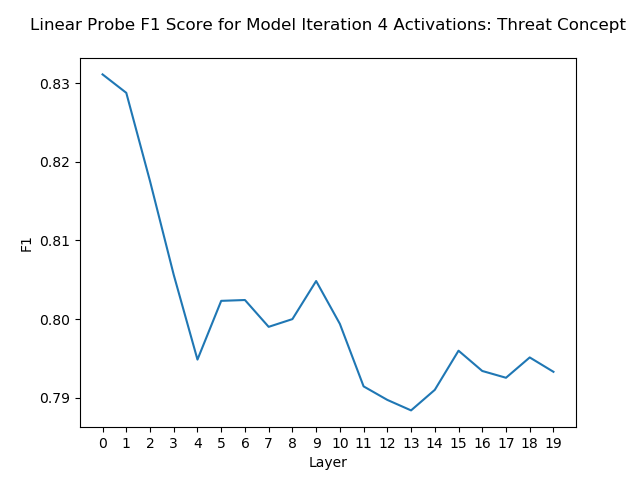 Linear Probe F1 Score for Model Iteration 4 Activations: Threat Concept
0.83
0.82
0.81
0.80
0.79
F1
0 1 2 3 4 5 6 7 8 9 10 11 12 13 14 15 16 17 18 19
Layer